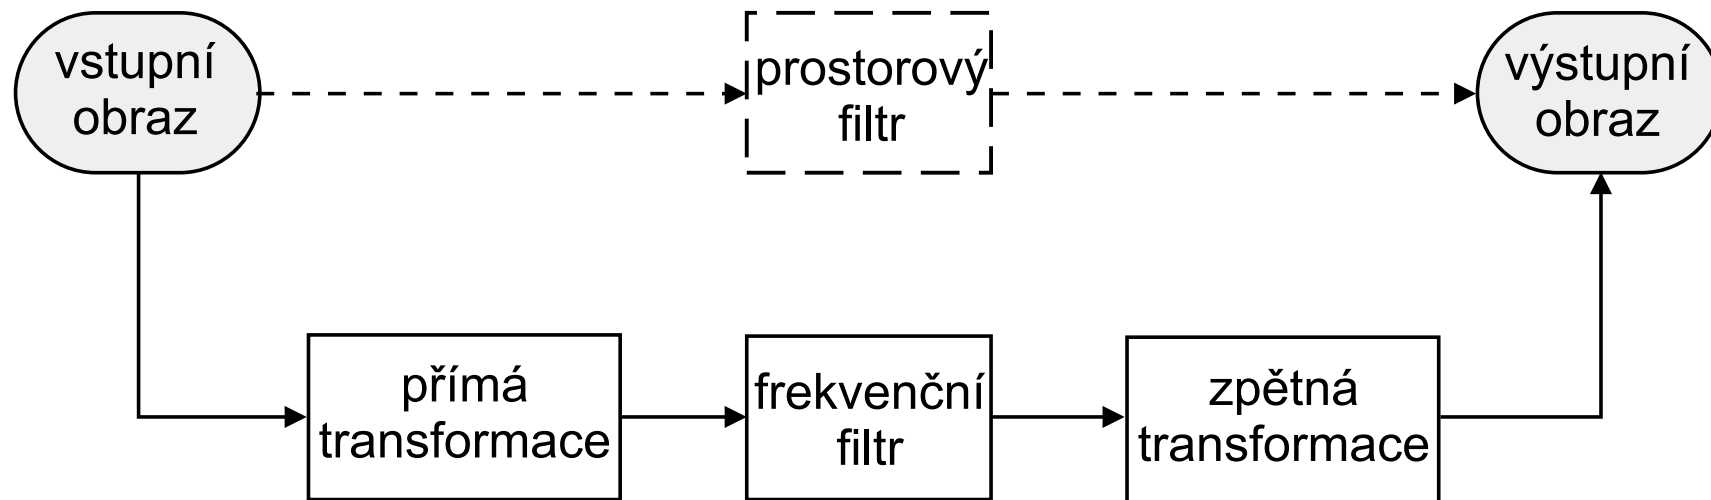 vstupní
obraz
prostorový
filtr
výstupní
obraz
přímá
transformace
frekvenční
filtr
zpětná
transformace